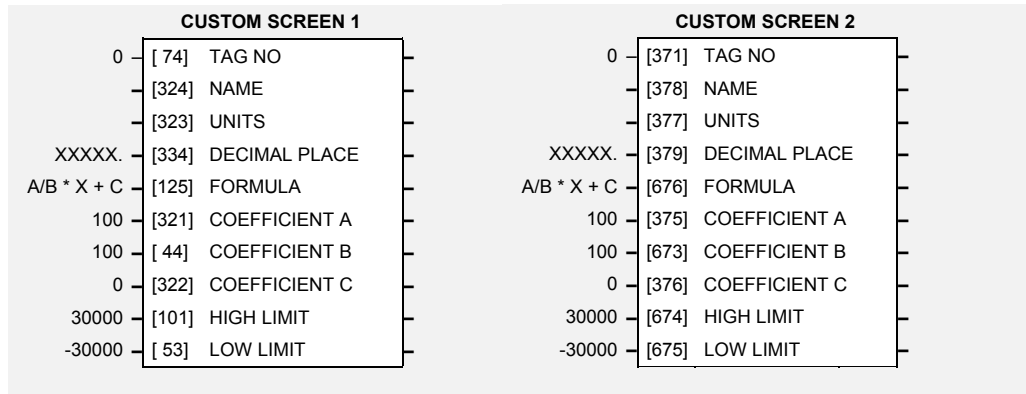 CUSTOM SCREEN 1
0 [ 74] TAG NO
[324] NAME
[323] UNITS
XXXXX. [334] DECIMAL PLACE
A/B * X + C [125] FORMULA
100 [321] COEFFICIENT A
100 [ 44] COEFFICIENT B
0 [322] COEFFICIENT C
30000 [101] HIGH LIMIT
-30000 [ 53] LOW LIMIT
CUSTOM SCREEN 2
0 [371] TAG NO
[378] NAME
[377] UNITS
XXXXX. [379] DECIMAL PLACE
A/B * X + C [676] FORMULA
100 [375] COEFFICIENT A
100 [673] COEFFICIENT B
0 [376] COEFFICIENT C
30000 [674] HIGH LIMIT
-30000 [675] LOW LIMIT